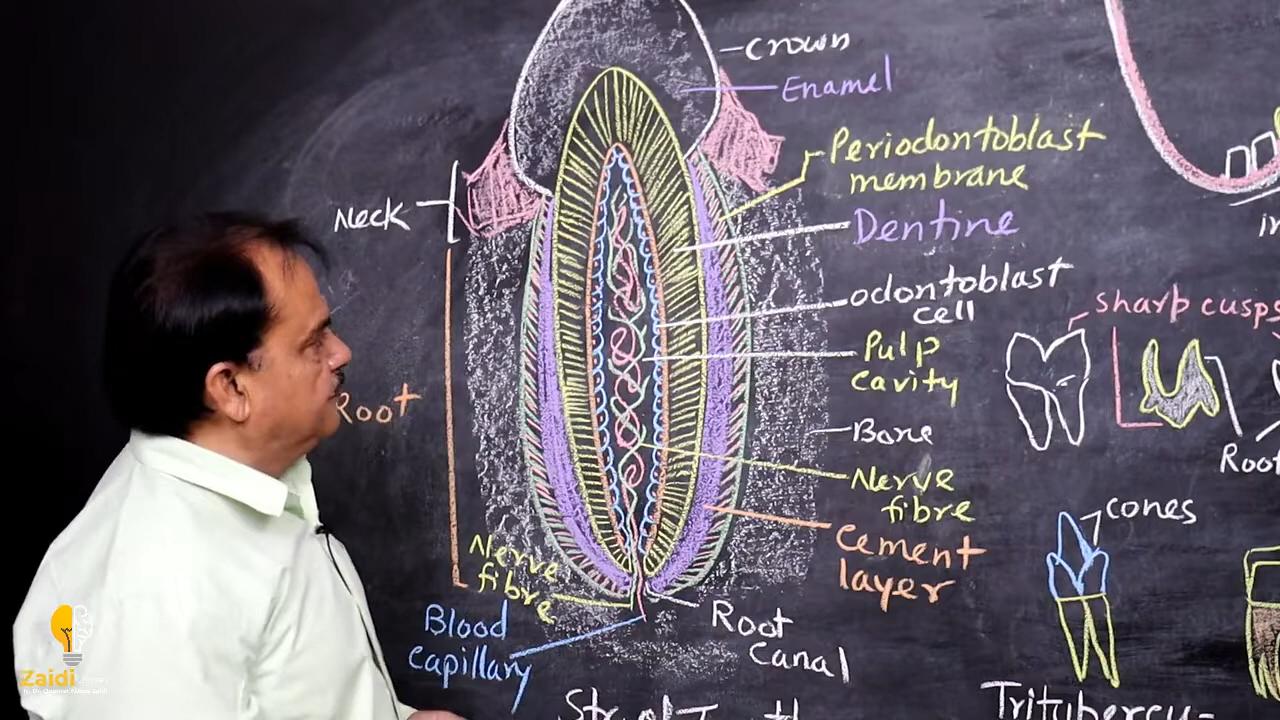 Crown
Enamel
Periodontoblast
membrane
Neck
Dentine
odontoblast
cell
Pulp
cavity
Root
Bone
Nerve
fibre
Cement
layer
Nerve
fibre
Blood
capillary
Root
canal
in
sharp cusps
Root
cones
Zaidi